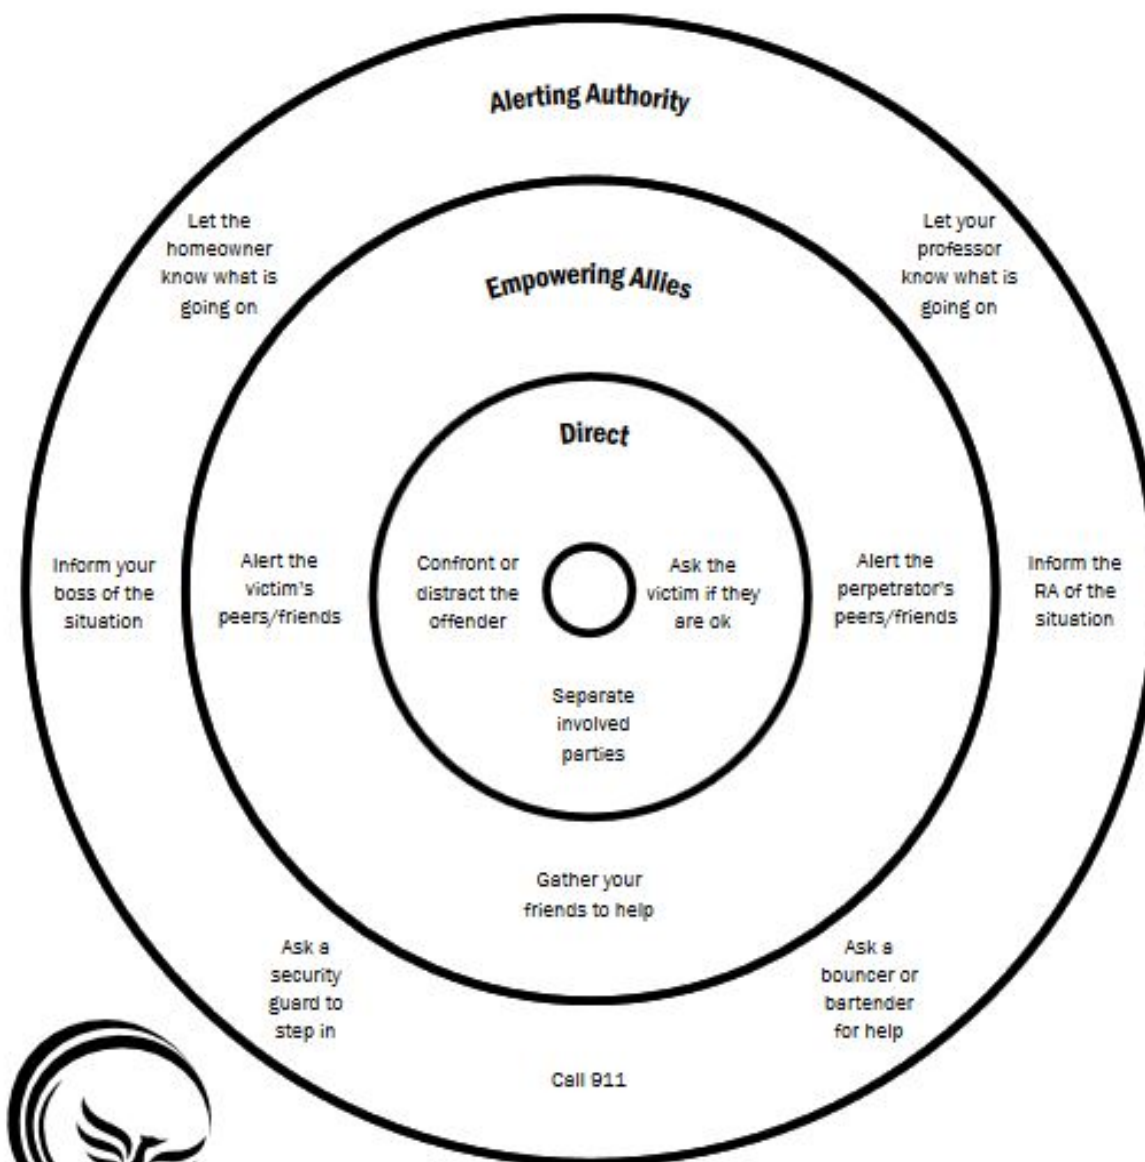 Alerting Authority
Let the
homeowner
know what is
going on
Let your
professor
know what is
going on
Empowering Allies
Direct
Inform your
boss of the
situation
Alert the
victim's
peers/friends
Confront or
distract the
offender
Ask the
victim if they
are ok
Alert the
perpetrator's
peers/friends
Inform the
RA of the
situation
Separate
involved
parties
Gather your
friends to help
Ask a
security
guard to
step in
Ask a
bouncer or
bartender
for help
Call 911